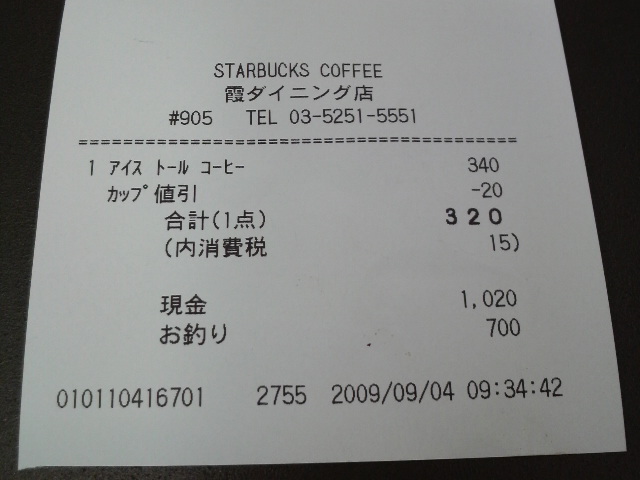 STARBUCKS COFFEE
霞ダイニング店
#905 TEL 03-5251-5551
================================================
1 ｱｲｽ ﾄｰﾙ ｺｰﾋｰ 340
ｶｯﾌﾟ値引 -20
合計(1点) 320
(内消費税 15)
現金 1,020
お釣り 700
010110416701 2755 2009/09/04 09:34:42